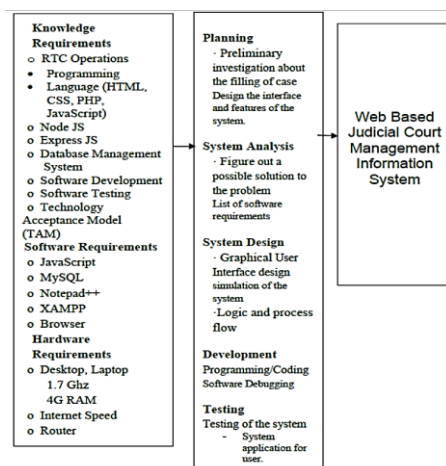 Knowledge
Requirements
o RTC Operations
• Programming
• Language (HTML,
CSS, PHP,
JavaScript)
o Node JS
o Express JS
o Database Management
System
o Software Development
o Software Testing
o Technology
Acceptance Model
(TAM)
Software Requirements
o JavaScript
o MySQL
o Notepad++
o XAMPP
o Browser
Hardware
Requirements
o Desktop, Laptop
1.7 Ghz
4G RAM
o Internet Speed
o Router
Planning
· Preliminary
investigation about
the filling of case
Design the interface
and features of the
system.
System Analysis
· Figure out a
possible solution to
the problem
List of software
requirements
System Design
· Graphical User
Interface design
simulation of the
system
·Logic and process
flow
Development
Programming/Coding
Software Debugging
Testing
Testing of the system
- System
application for
user.
Web Based
Judicial Court
Management
Information
System